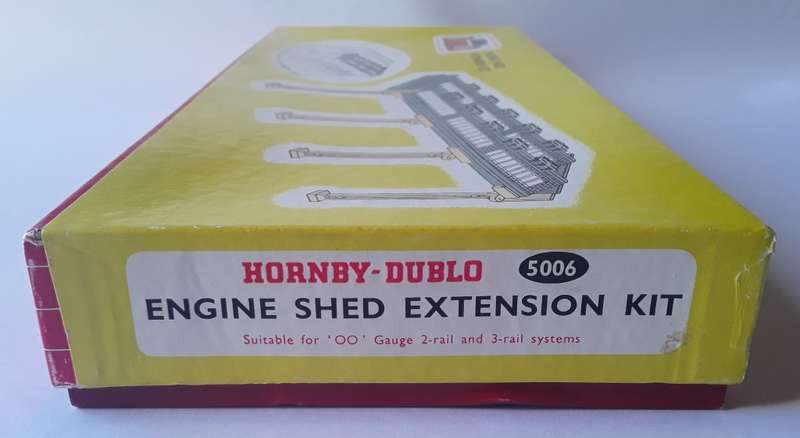 HORNBY-DUBLO 5006
ENGINE SHED EXTENSION KIT
Suitable for 'OO' Gauge 2-rail and 3-rail systems